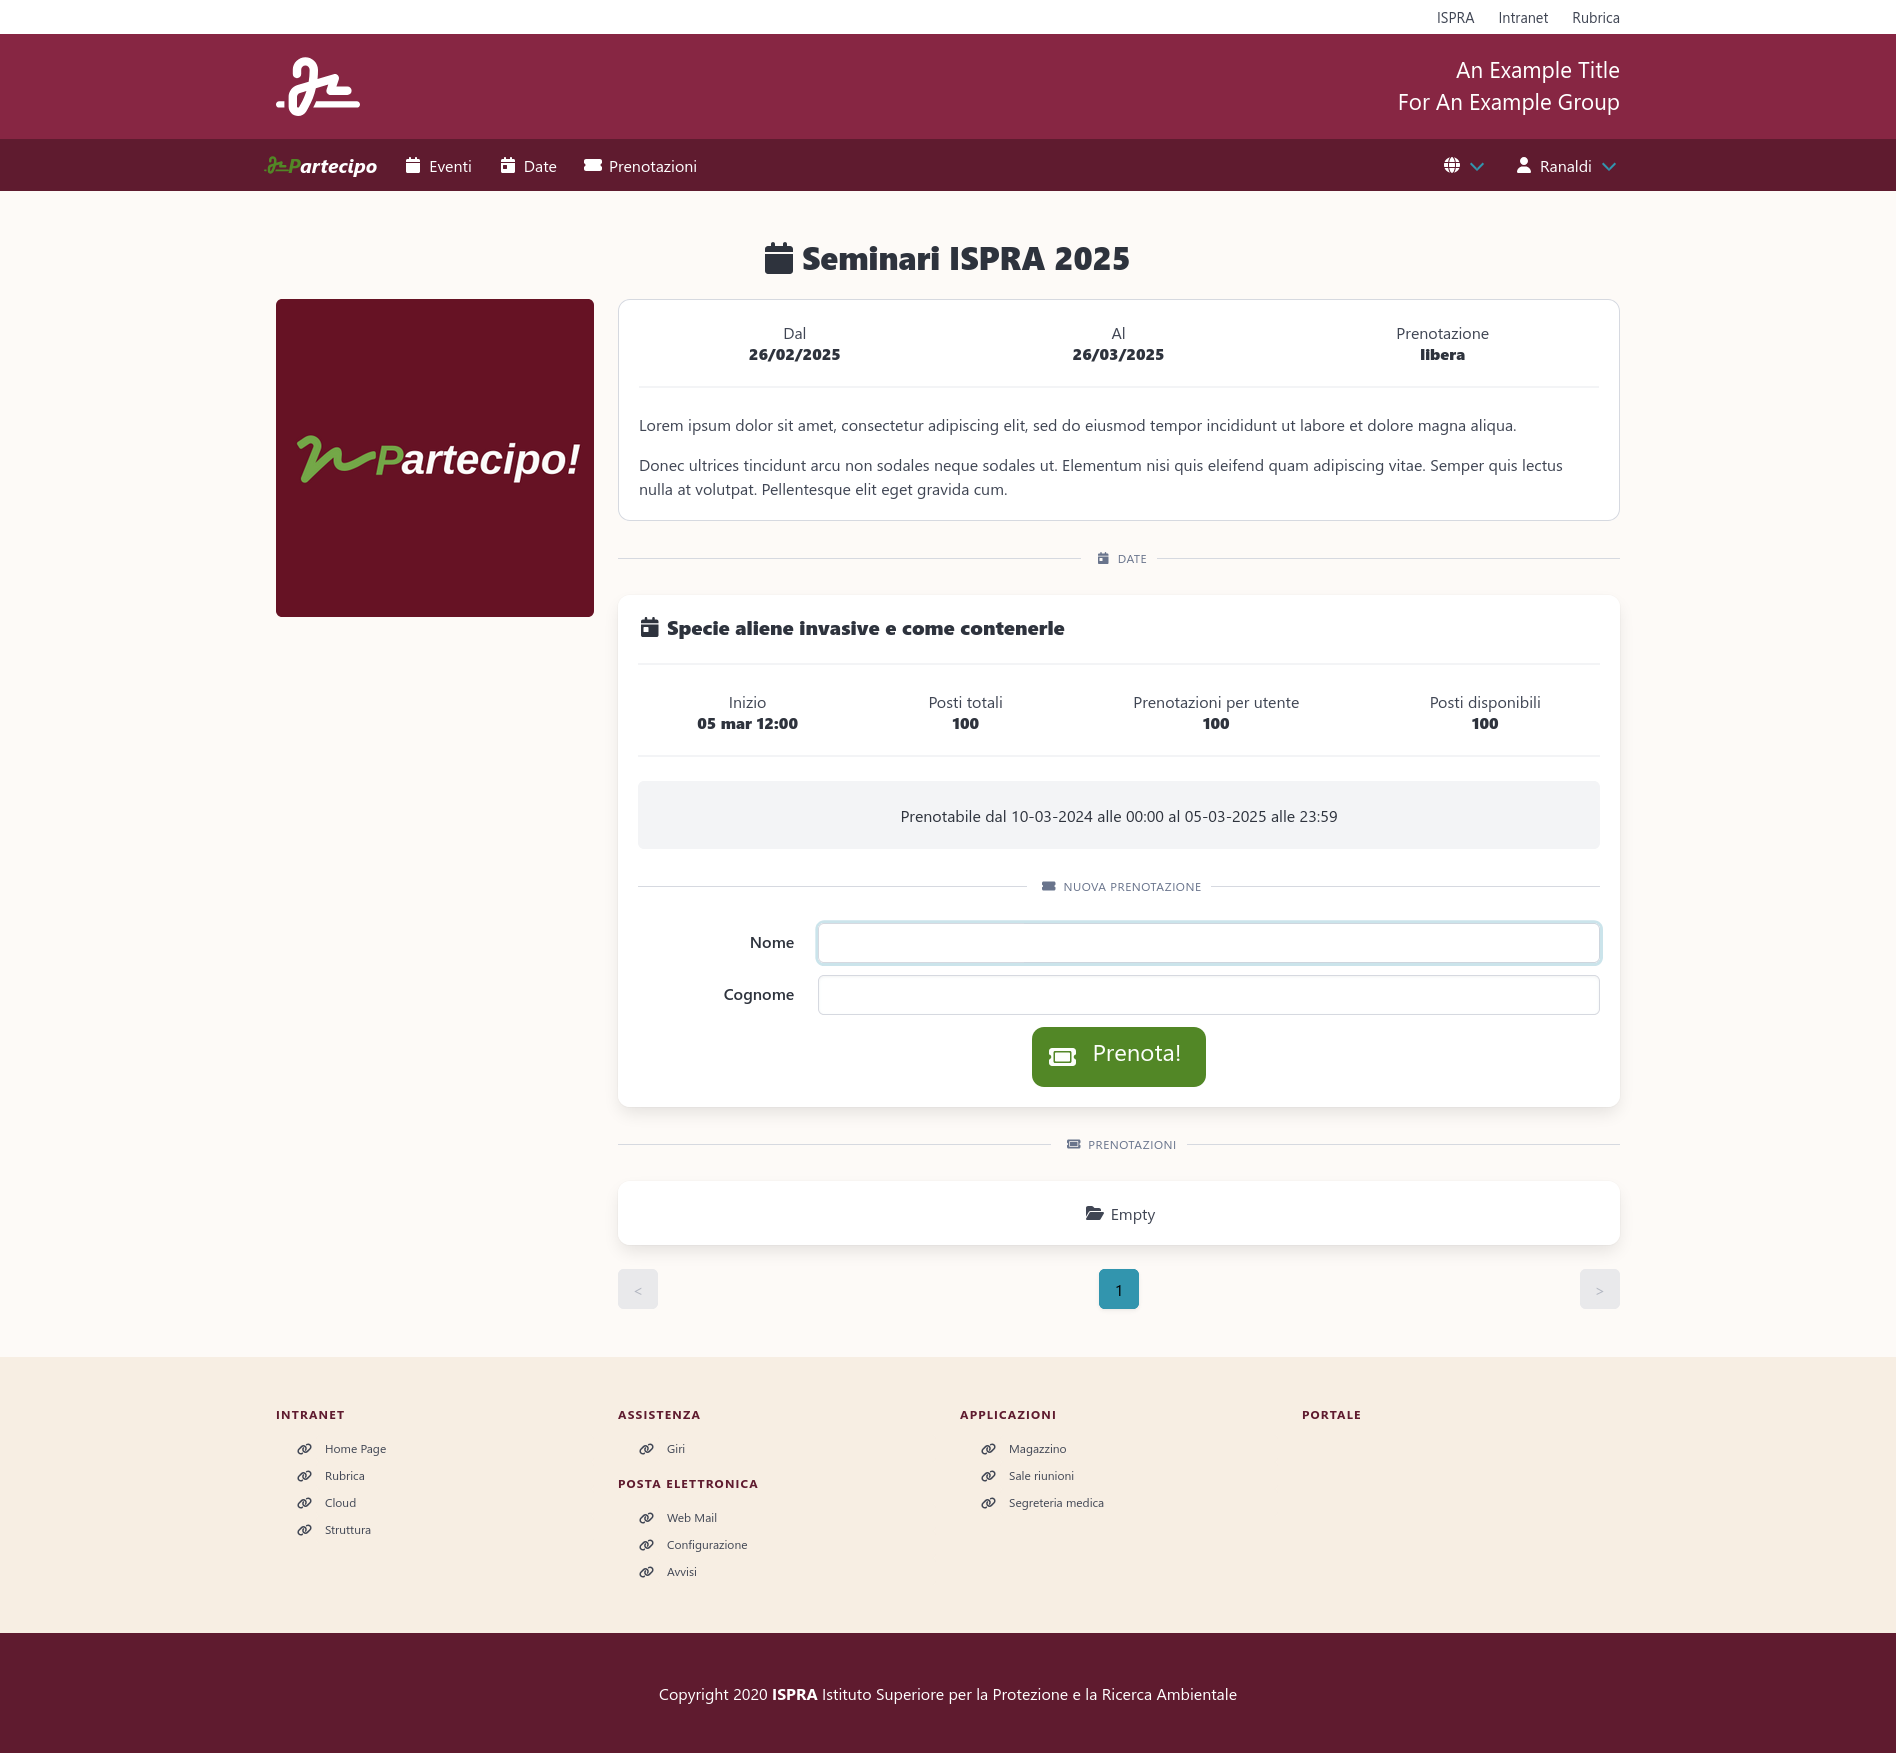 ISPRA Intranet Rubrica
An Example Title
For An Example Group
Partecipo Eventi Date Prenotazioni Ranaldi
Seminari ISPRA 2025
Partecipo!
Dal Al Prenotazione
26/02/2025 26/03/2025 libera
Lorem ipsum dolor sit amet, consectetur adipiscing elit, sed do eiusmod tempor incididunt ut labore et dolore magna aliqua.
Donec ultrices tincidunt arcu non sodales neque sodales ut. Elementum nisi quis eleifend quam adipiscing vitae. Semper quis lectus
nulla at volutpat. Pellentesque elit eget gravida cum.
DATE
Specie aliene invasive e come contenerle
Inizio Posti totali Prenotazioni per utente Posti disponibili
05 mar 12:00 100 100 100
Prenotabile dal 10-03-2024 alle 00:00 al 05-03-2025 alle 23:59
NUOVA PRENOTAZIONE
Nome
Cognome
Prenota!
PRENOTAZIONI
Empty
< 1 >
INTRANET
Home Page
Rubrica
Cloud
Struttura
ASSISTENZA
Giri
POSTA ELETTRONICA
Web Mail
Configurazione
Avvisi
APPLICAZIONI
Magazzino
Sale riunioni
Segreteria medica
PORTALE
Copyright 2020 ISPRA Istituto Superiore per la Protezione e la Ricerca Ambientale